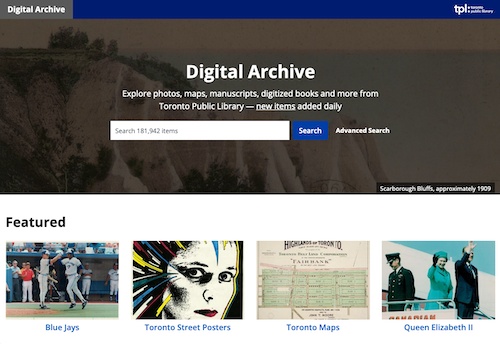 Digital Archive
tpl: toronto public library
Digital Archive
Explore photos, maps, manuscripts, digitized books and more from
Toronto Public Library — new items added daily
Search 181,942 items
Search
Advanced Search
Scarborough Bluffs, approximately 1909
Featured
HIGHLANDS OF TORONTO.
FAIRBANK
CANADIAN
Blue Jays
Toronto Street Posters
Toronto Maps
Queen Elizabeth II